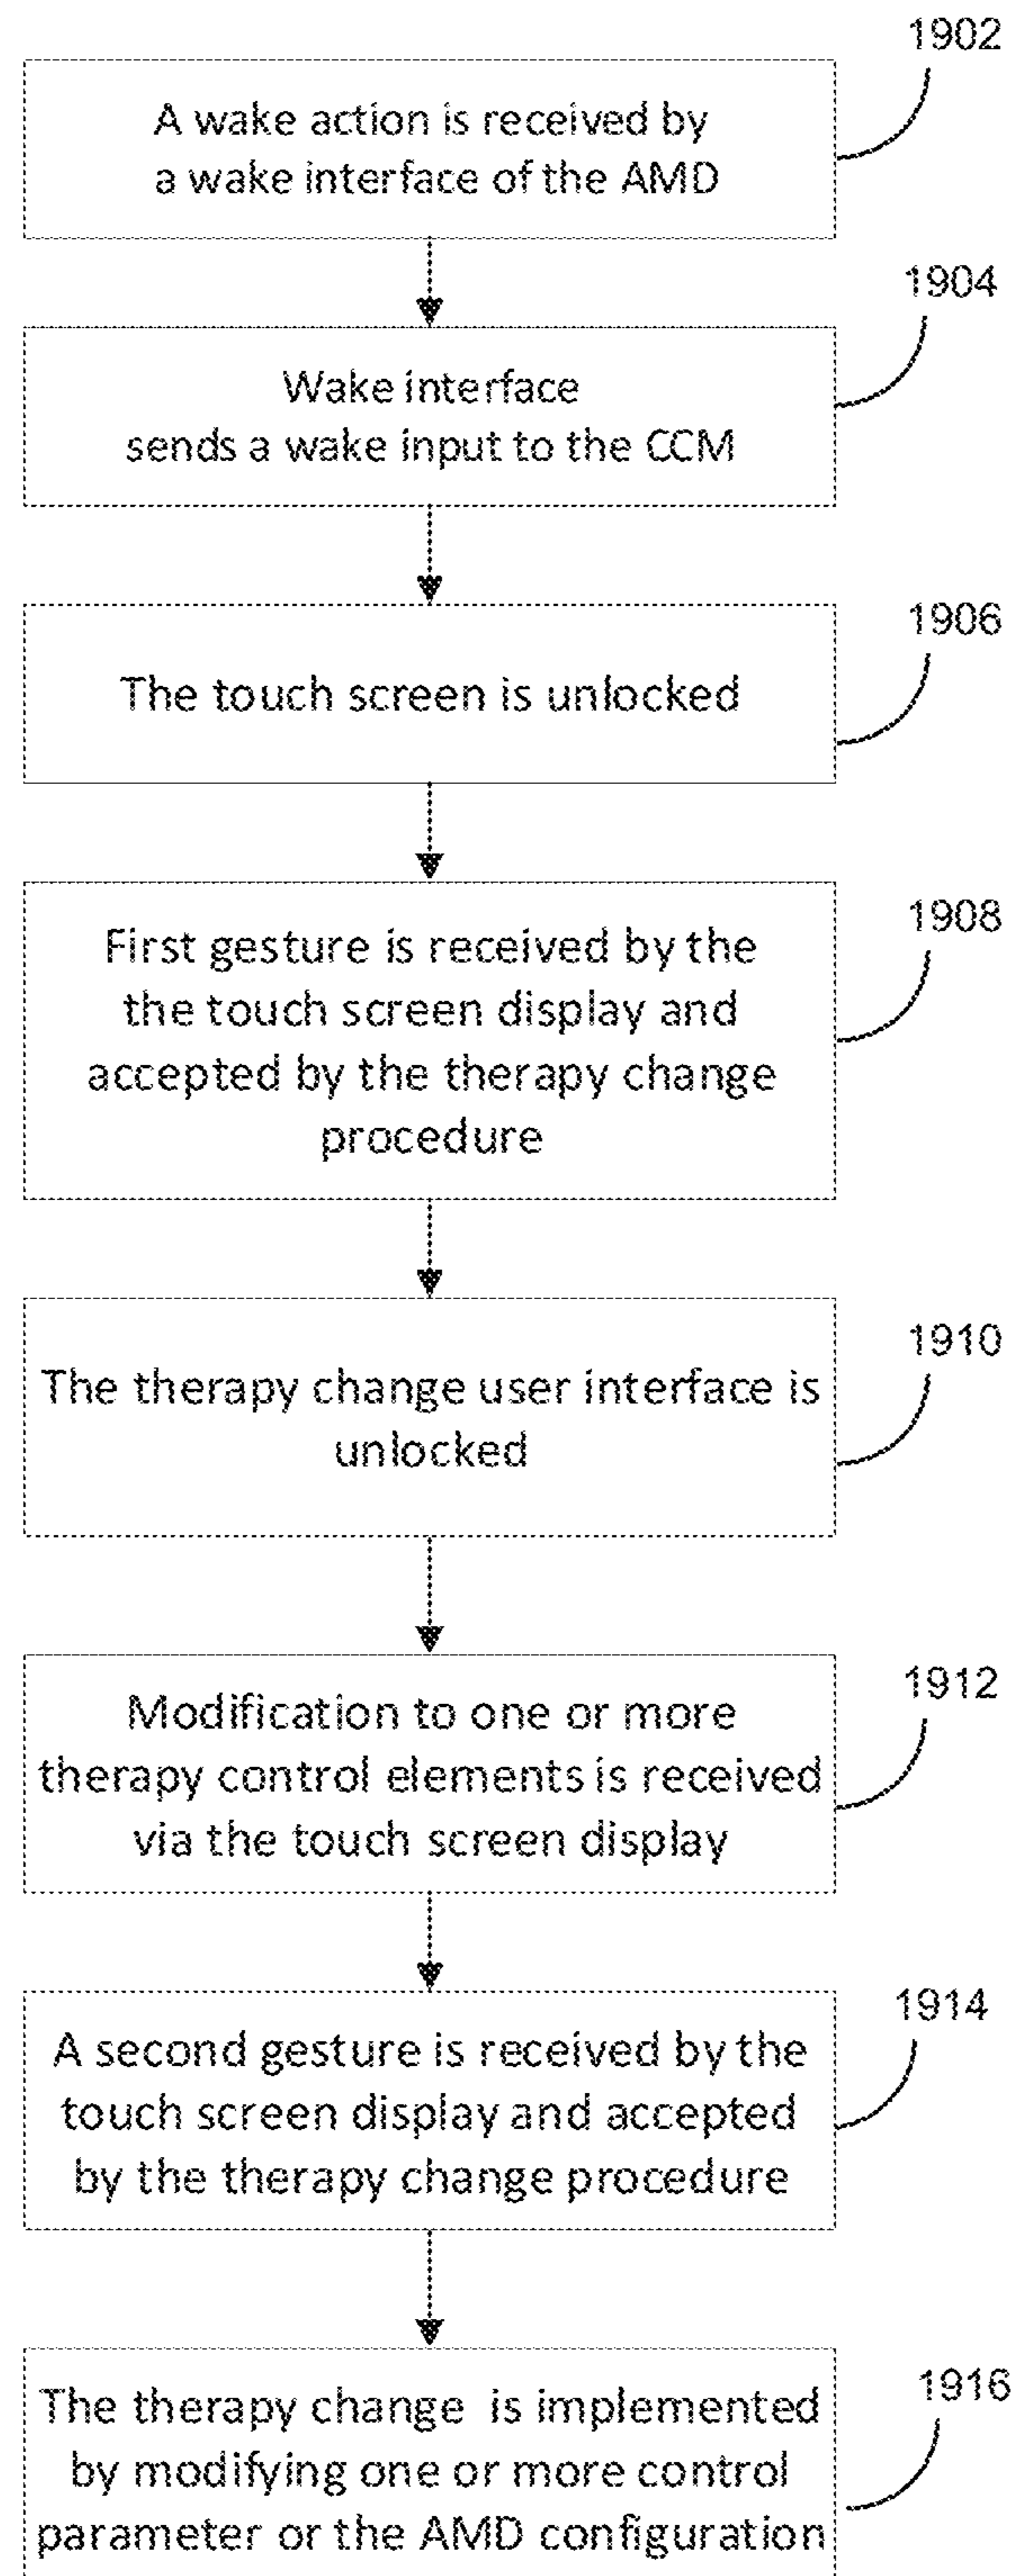 1902
A wake action is received by
a wake interface of the AMD
1904
Wake interface
sends a wake input to the CCM
1906
The touch screen is unlocked
1908
First gesture is received by the
the touch screen display and
accepted by the therapy change
procedure
1910
The therapy change user interface is
unlocked
1912
Modification to one or more
therapy control elements is received
via the touch screen display
1914
A second gesture is received by the
touch screen display and accepted
by the therapy change procedure
1916
The therapy change is implemented
by modifying one or more control
parameter or the AMD configuration